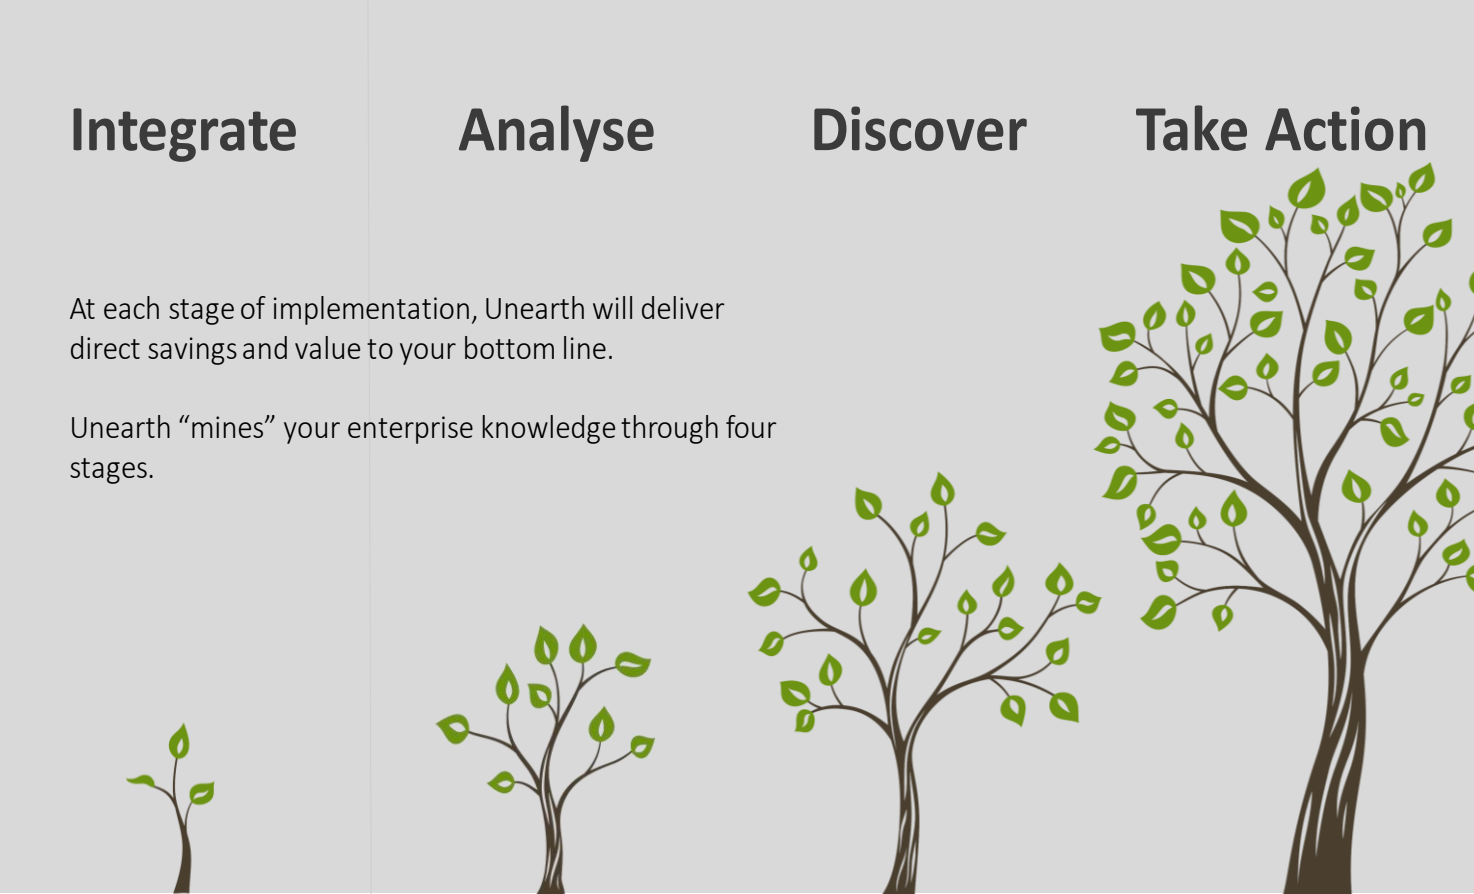 Integrate
Analyse
Discover
Take Action
At each stage of implementation, Unearth will deliver
direct savings and value to your bottom line.
Unearth “mines” your enterprise knowledge through four
stages.